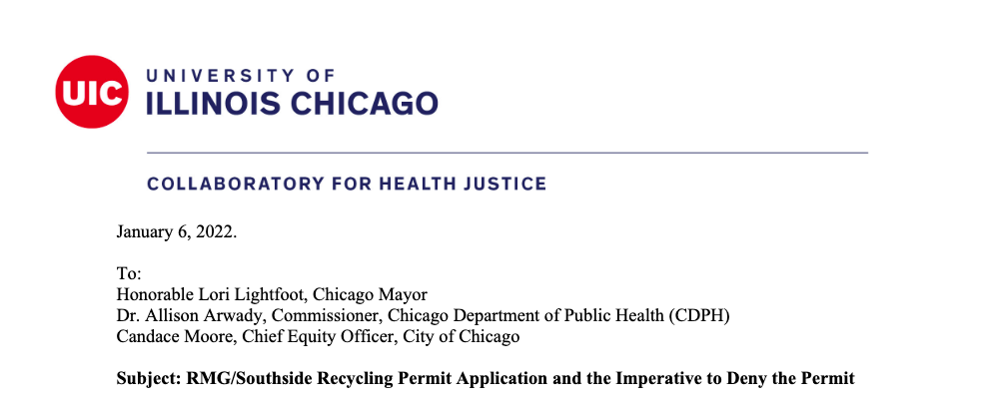 UIC
UNIVERSITY OF
ILLINOIS CHICAGO
COLLABORATORY FOR HEALTH JUSTICE
January 6, 2022.
To:
Honorable Lori Lightfoot, Chicago Mayor
Dr. Allison Arwady, Commissioner, Chicago Department of Public Health (CDPH)
Candace Moore, Chief Equity Officer, City of Chicago
Subject: RMG/Southside Recycling Permit Application and the Imperative to Deny the Permit